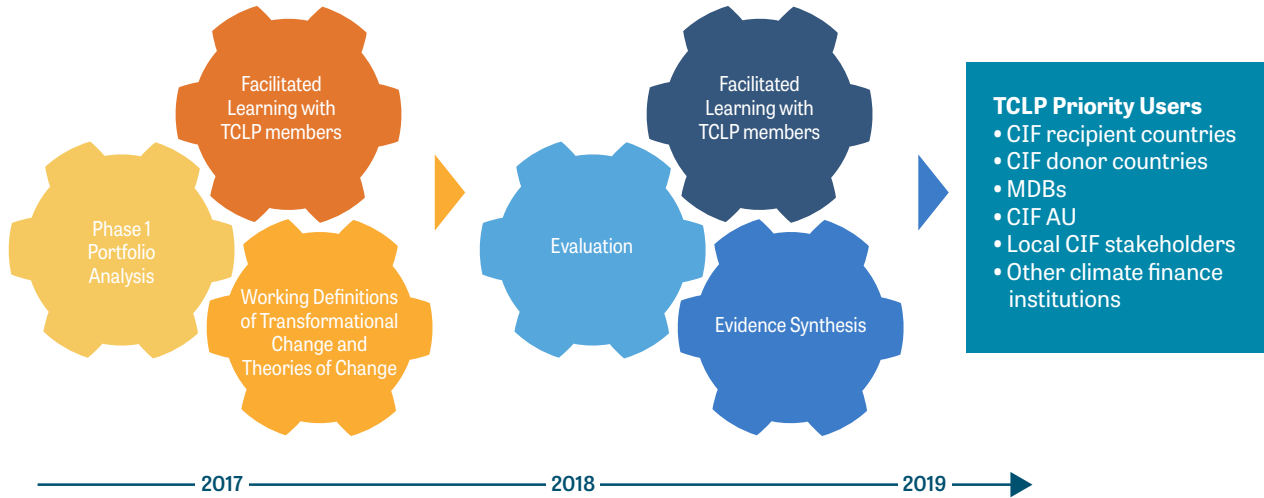 Facilitated
Learning with
TCLP members
Phase 1
Portfolio
Analysis
Working Definitions
of Transformational
Change and
Theories of Change
Facilitated
Learning with
TCLP members
Evaluation
Evidence Synthesis
TCLP Priority Users
• CIF recipient countries
• CIF donor countries
• MDBs
• CIF AU
• Local CIF stakeholders
• Other climate finance
institutions
2017
2018
2019